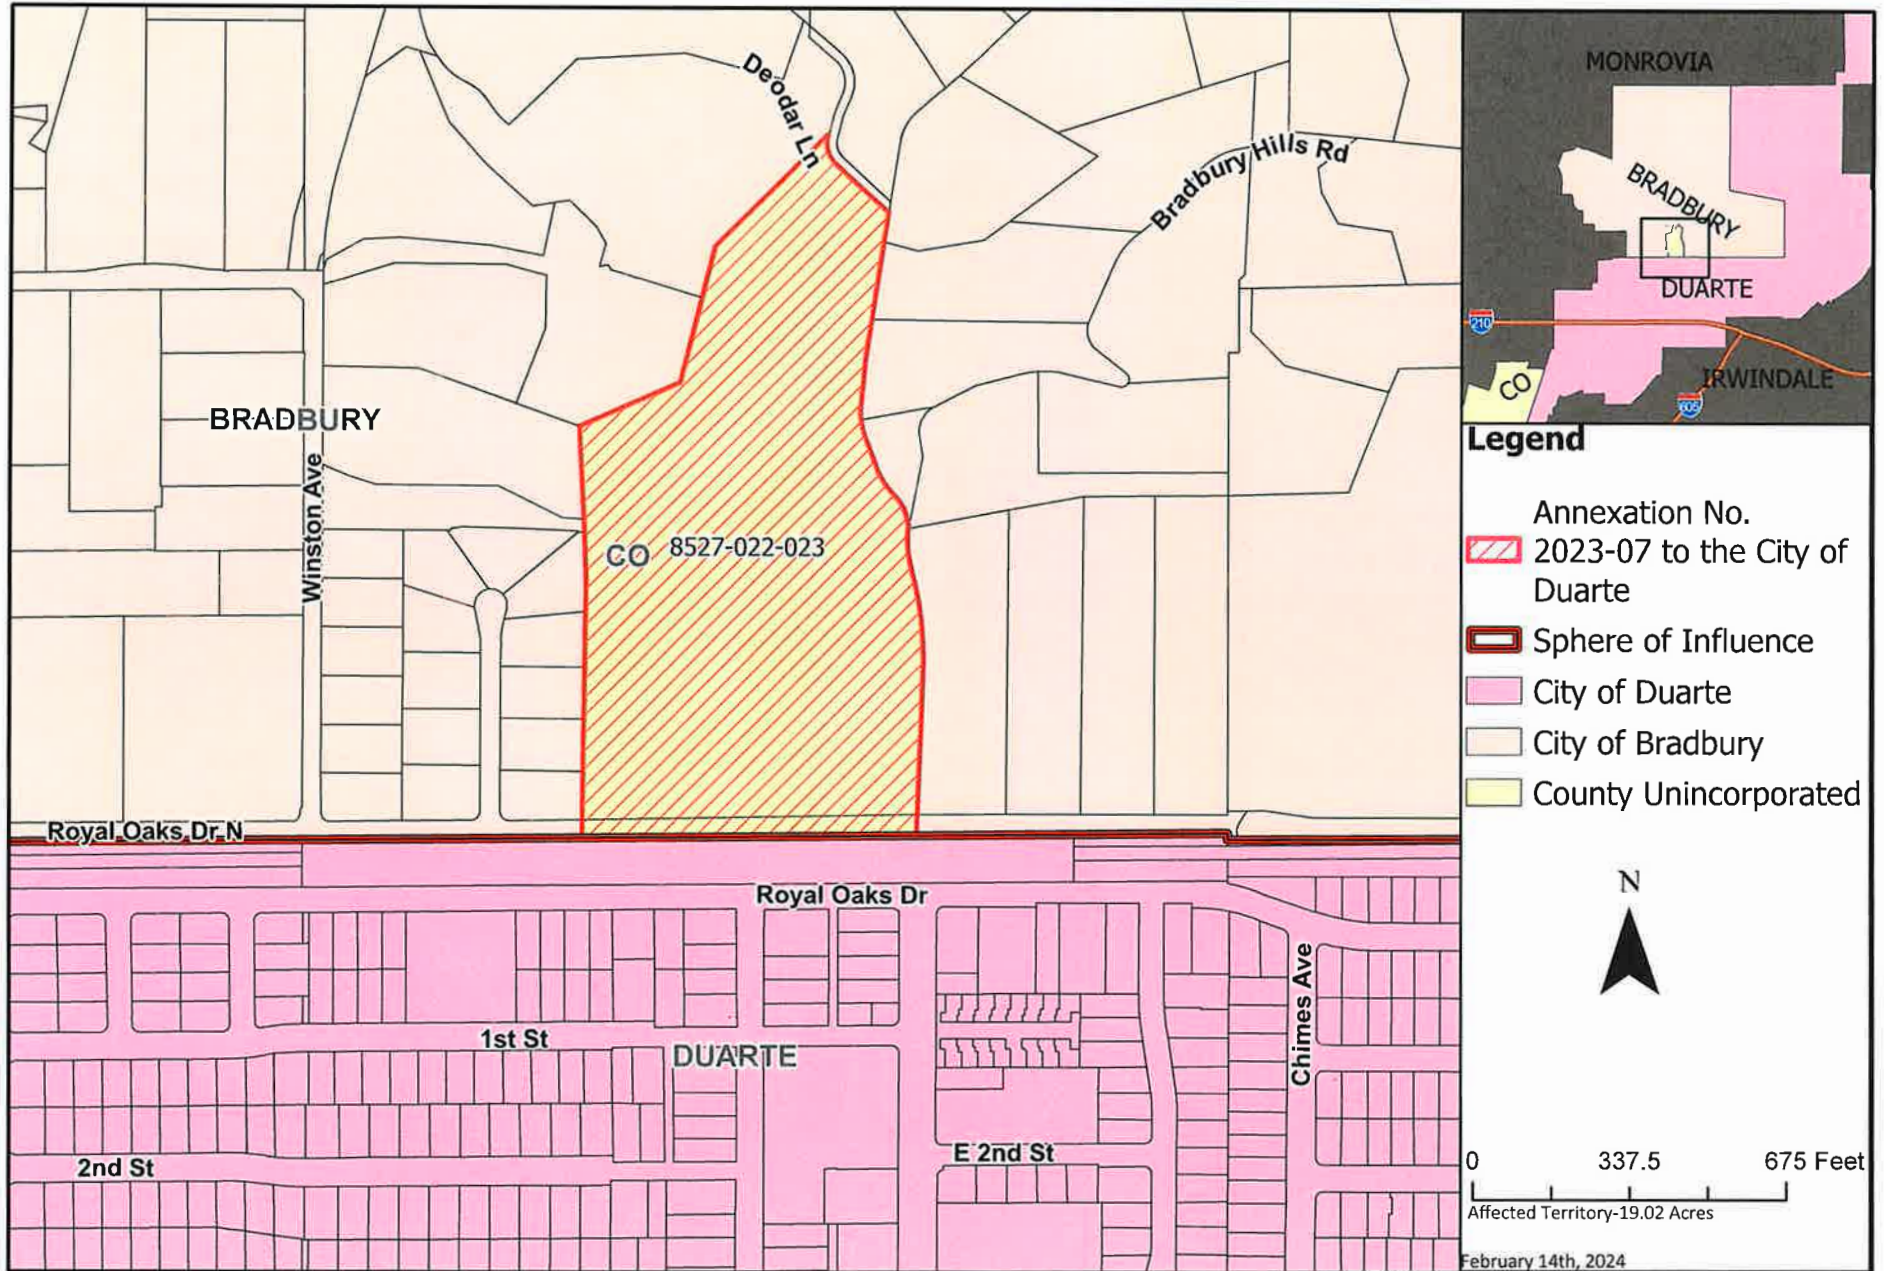 Deodar Ln
Bradbury Hills Rd
BRADBURY
Winston Ave
CO
8527-022-023
Royal Oaks Dr N
Royal Oaks Dr
1st St
DUARTE
Chimes Ave
2nd St
E 2nd St
MONROVIA
BRADBURY
DUARTE
210
CO
IRWINDALE
605
Legend
Annexation No.
2023-07 to the City of
Duarte
Sphere of Influence
City of Duarte
City of Bradbury
County Unincorporated
N
0 337.5 675 Feet
Affected Territory-19.02 Acres
February 14th, 2024